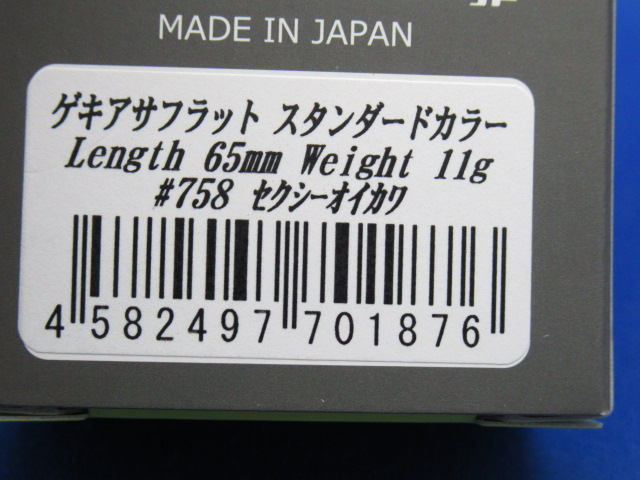 MADE IN JAPAN
ゲキアサフラット スタンダードカラー
Length 65mm Weight 11g
#758 セクシーオイカワ
4 582497 701876